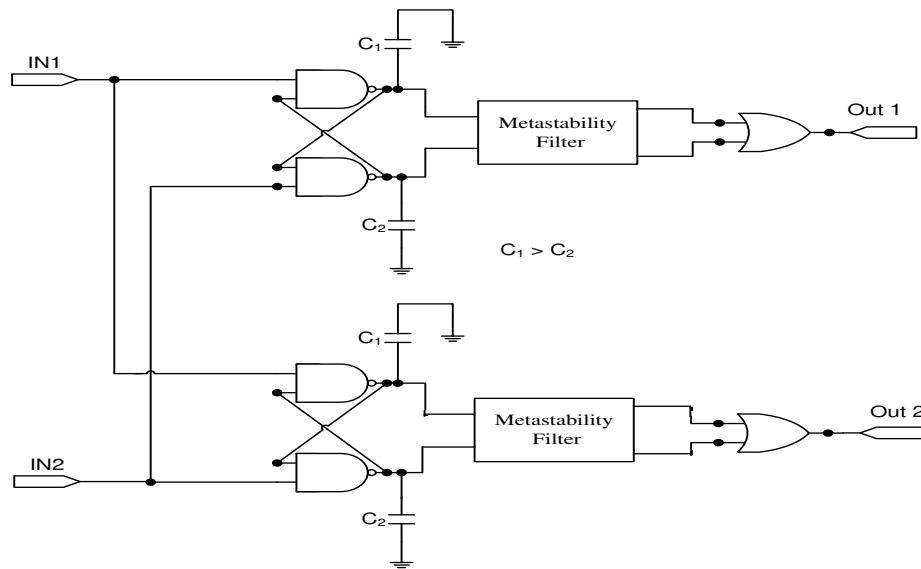 C₁
IN1
Metastability
Filter
Out 1
C₂
C₁ > C₂
C₁
Metastability
Filter
Out 2
IN2
C₂